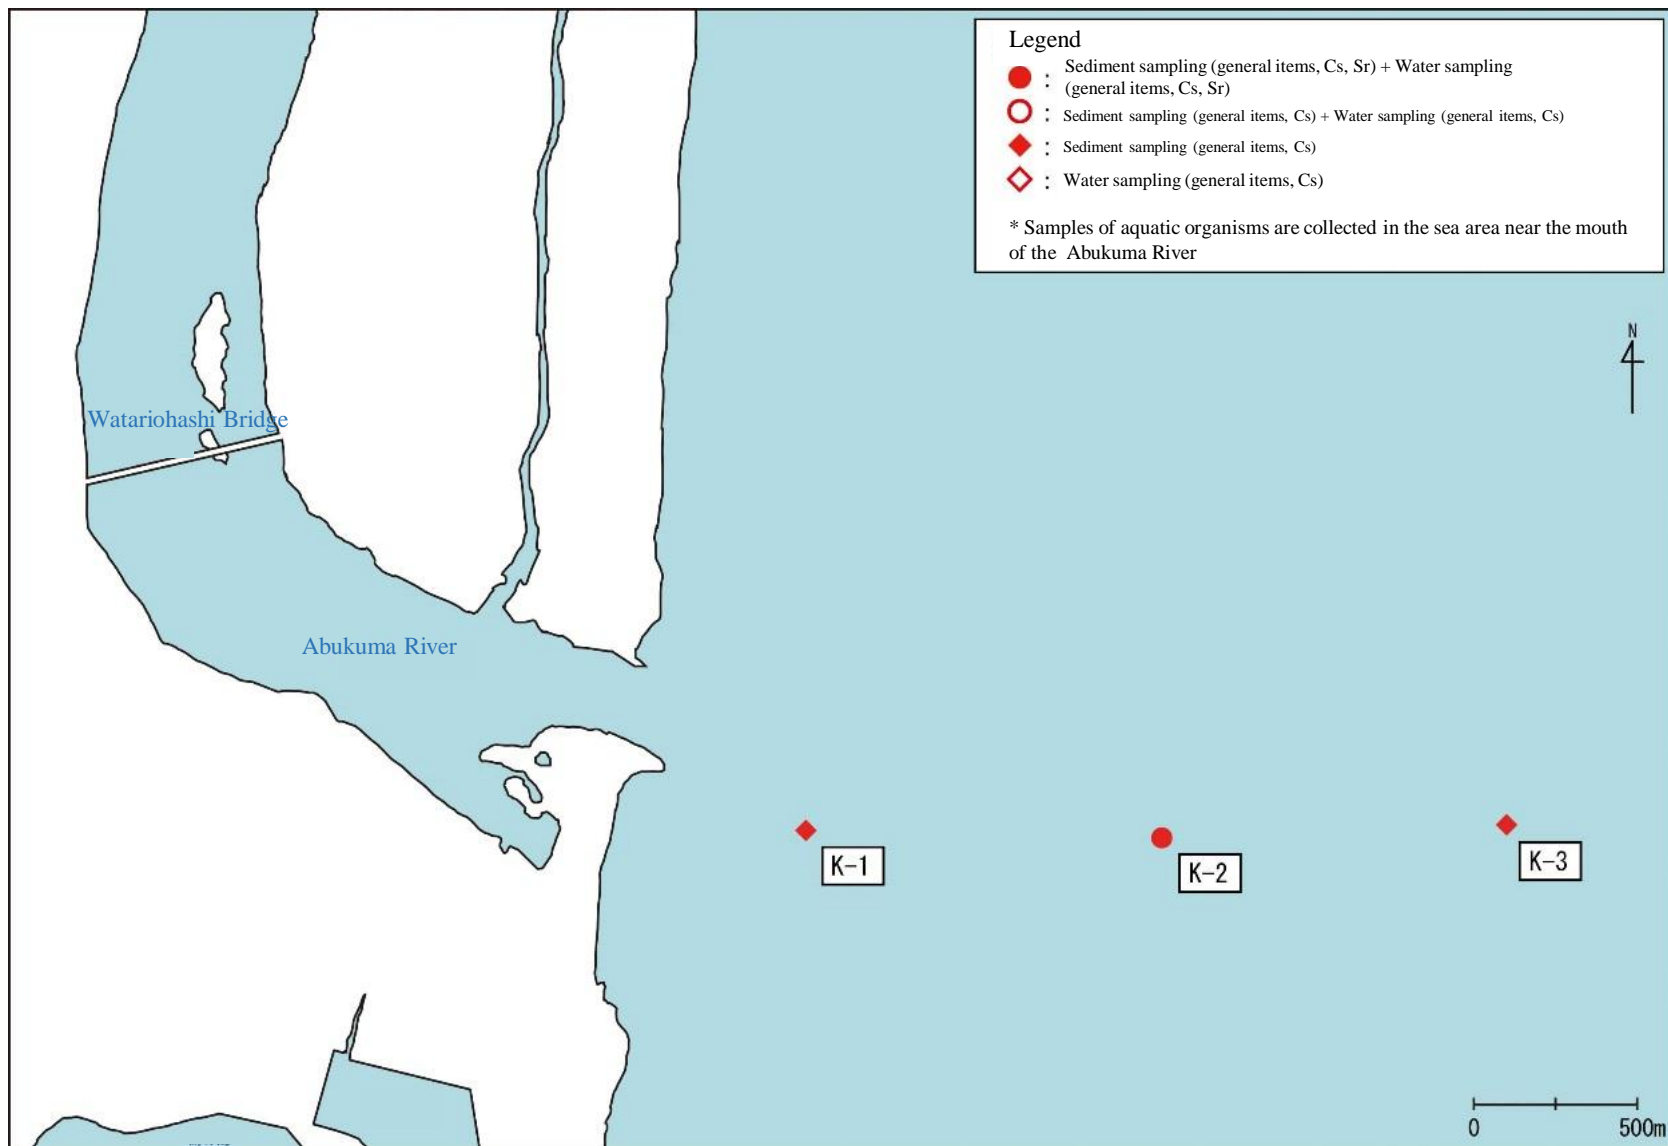 Legend
: Sediment sampling (general items, Cs, Sr) + Water sampling
(general items, Cs, Sr)
: Sediment sampling (general items, Cs) + Water sampling (general items, Cs)
: Sediment sampling (general items, Cs)
: Water sampling (general items, Cs)
* Samples of aquatic organisms are collected in the sea area near the mouth
of the Abukuma River
N
Watariohashi Bridge
Abukuma River
K-1
K-2
K-3
0 500m